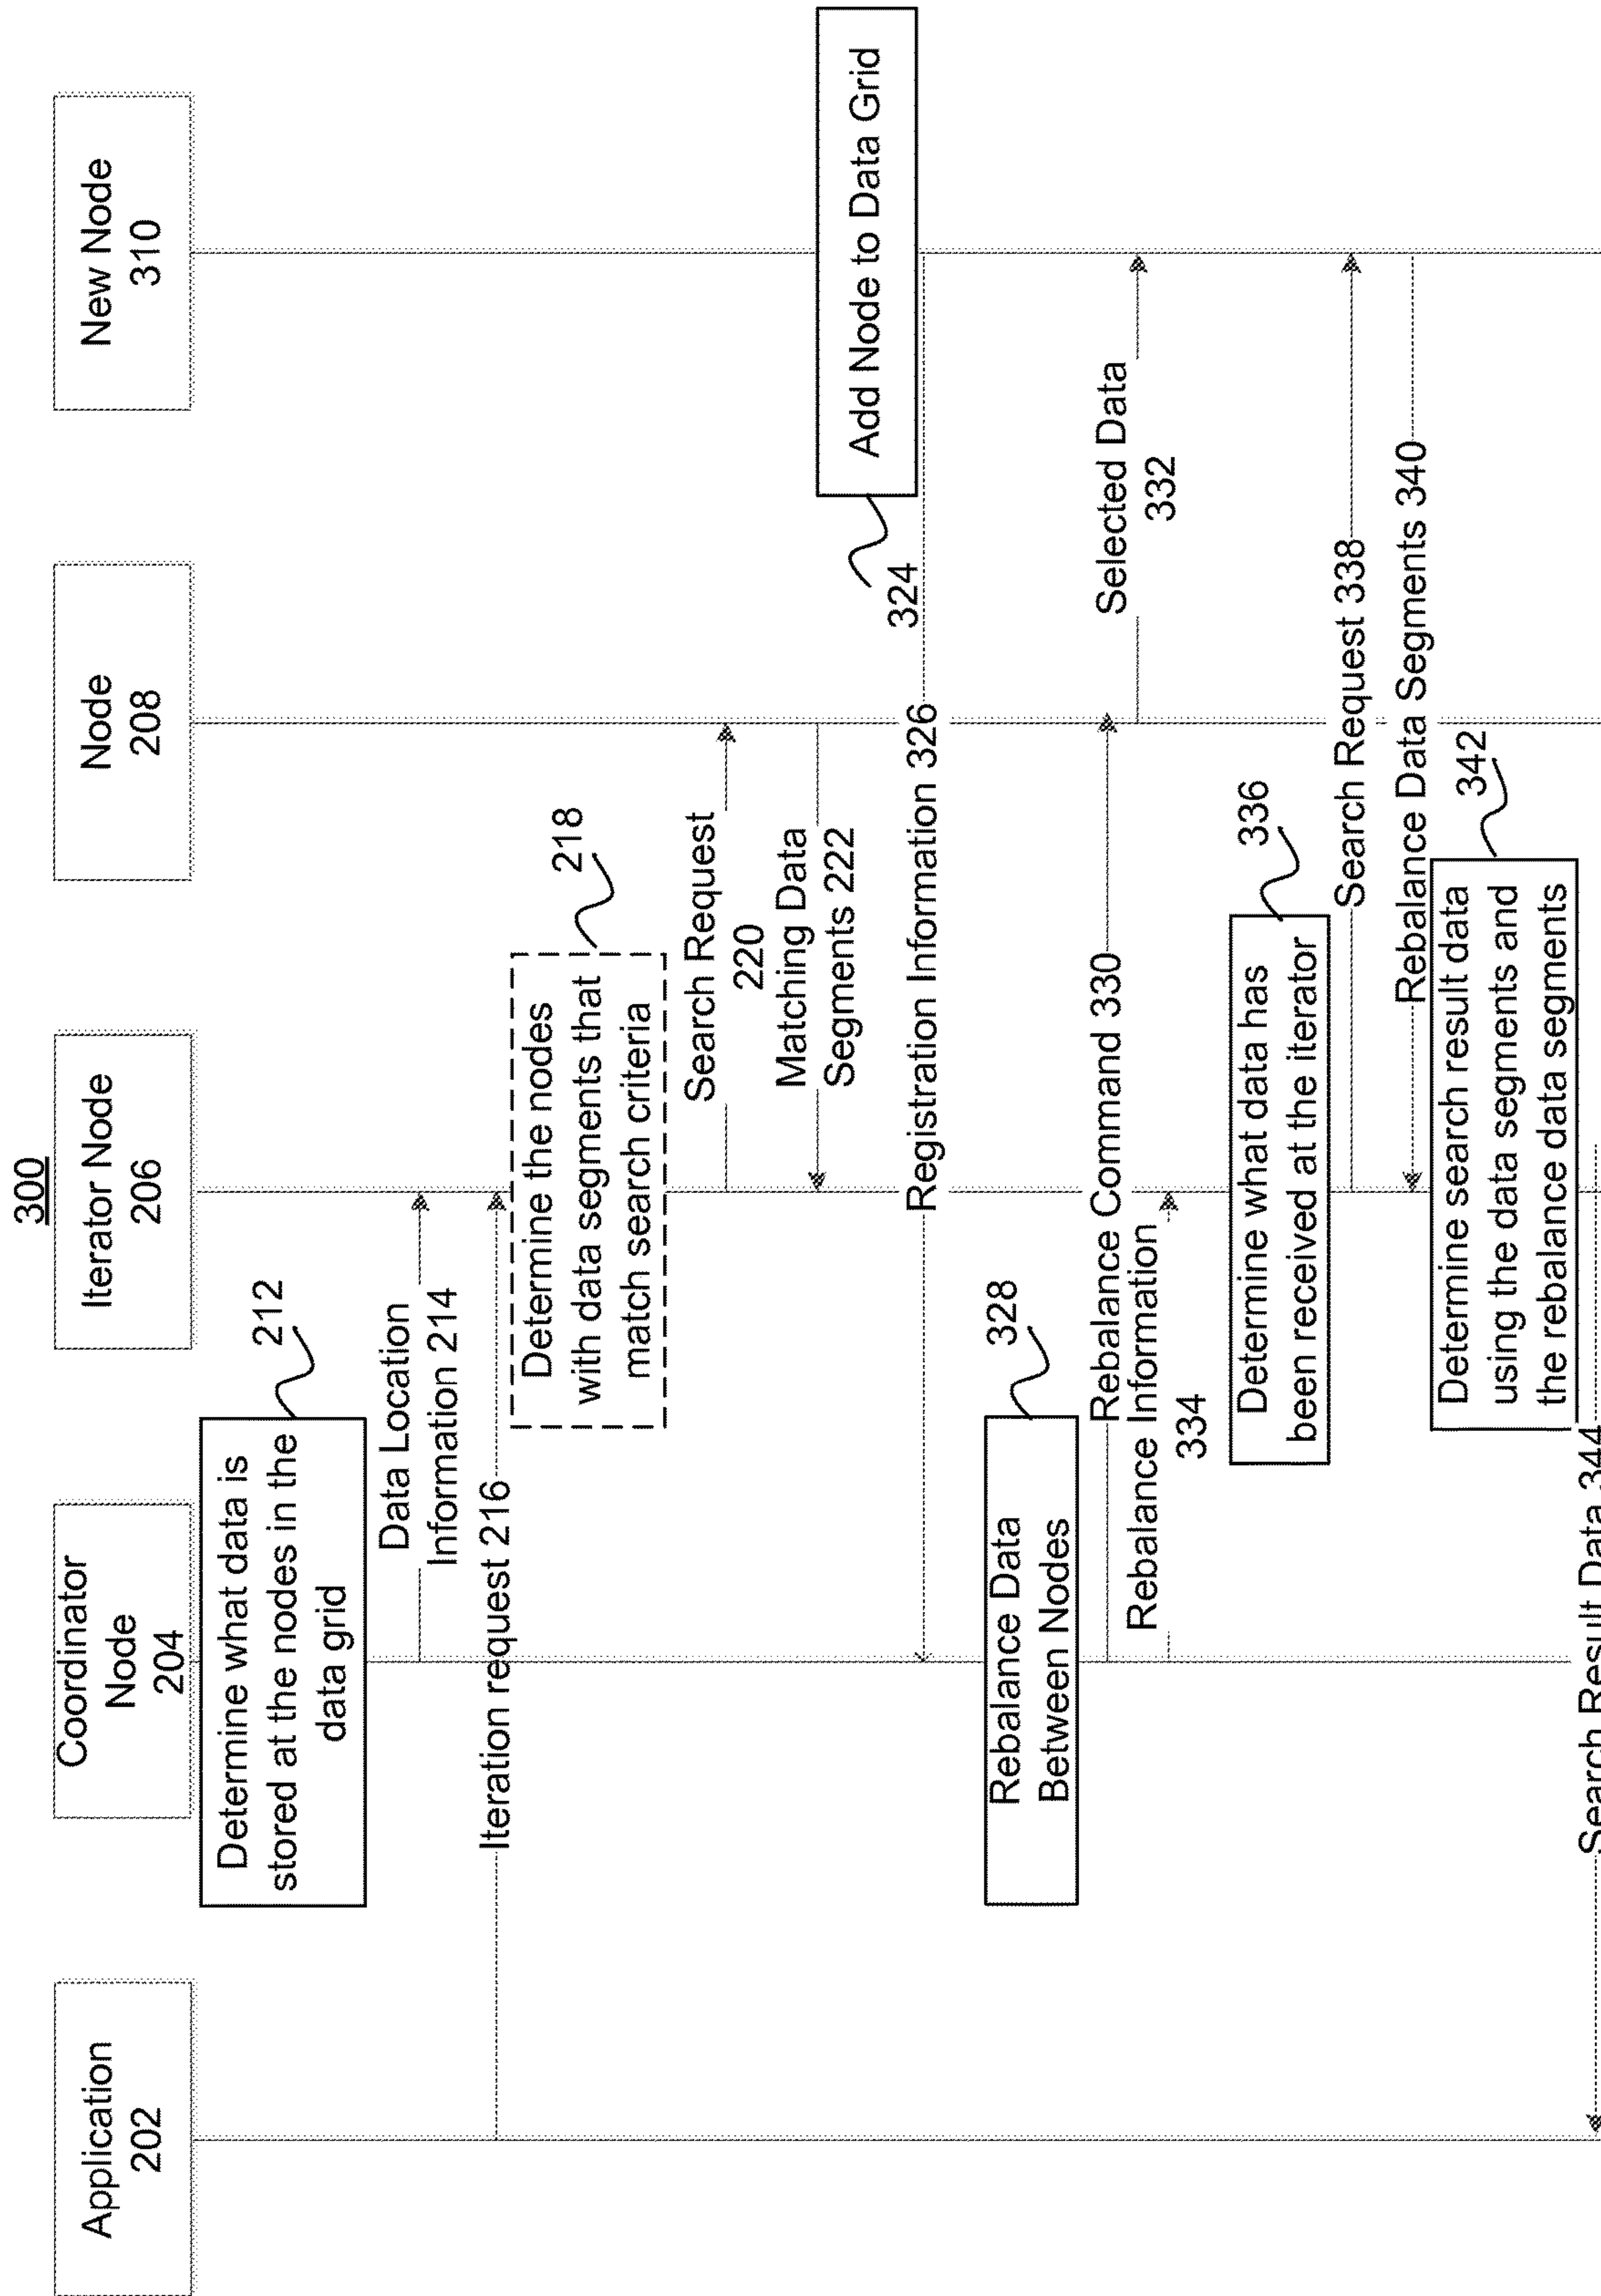 300
Application
202
Coordinator
Node
204
Iterator Node
206
Node
208
New Node
310
Determine what data is
stored at the nodes in the
data grid
212
Data Location
Information 214
Iteration request 216
Determine the nodes
with data segments that
match search criteria
218
Search Request
220
Matching Data
Segments 222
Add Node to Data Grid
324
Registration Information 326
Rebalance Data
Between Nodes
328
Rebalance Command 330
Selected Data
332
Rebalance Information
334
Determine what data has
been received at the iterator
336
Search Request 338
Rebalance Data Segments 340
Determine search result data
using the data segments and
the rebalance data segments
342
Search Result Data 344